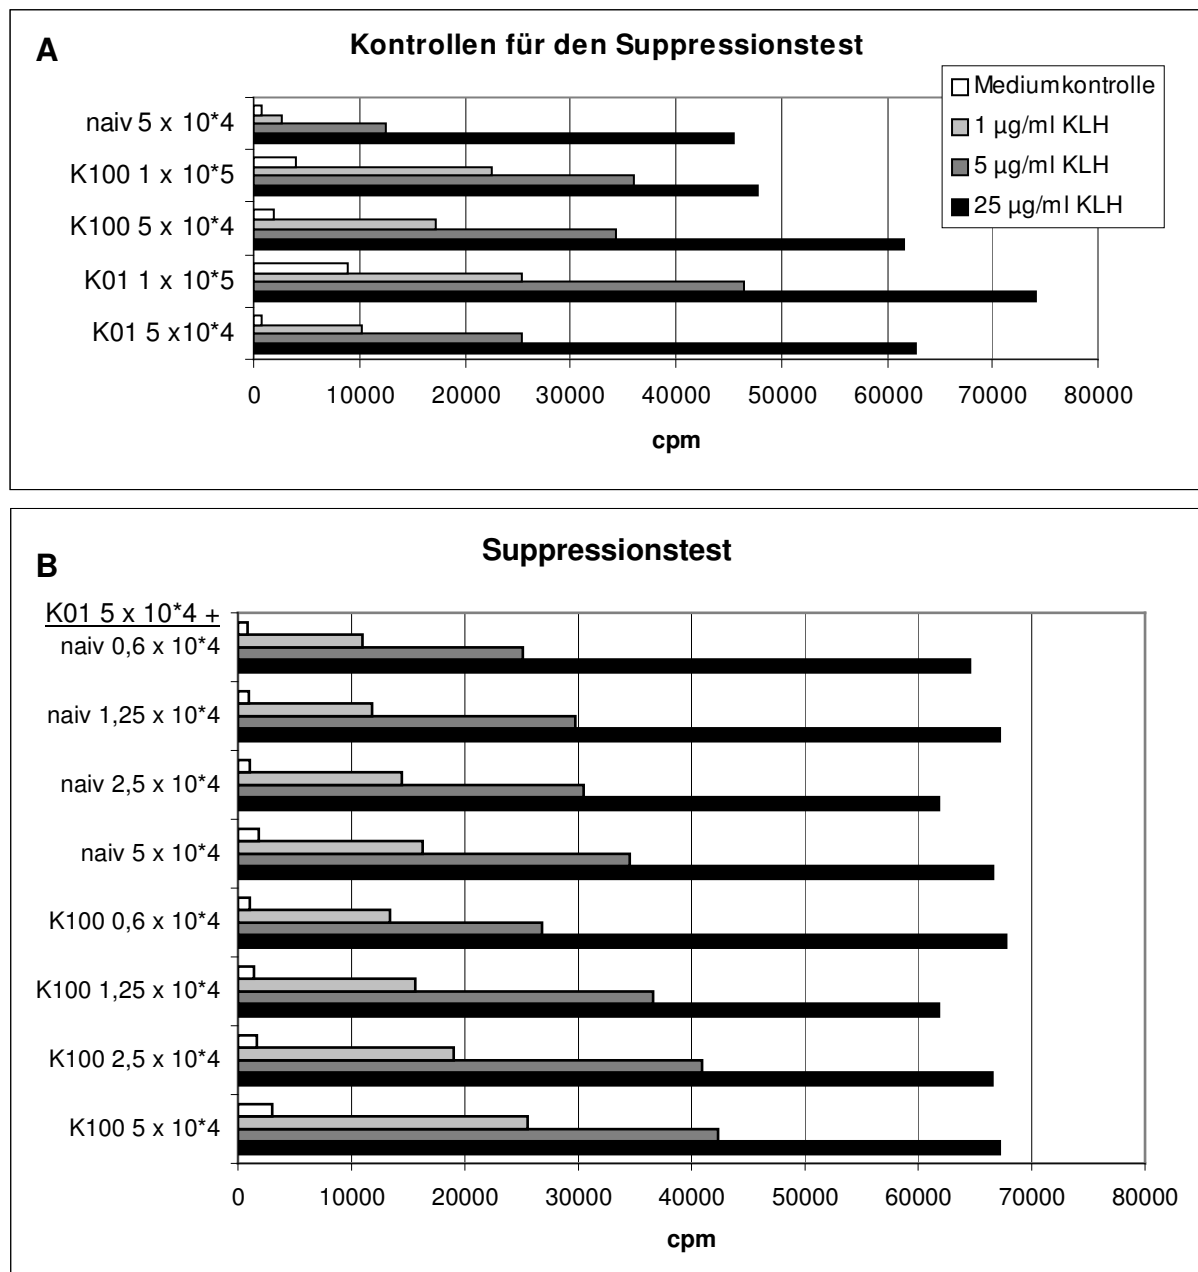 A
Kontrollen für den Suppressionstest
Mediumkontrolle
1 µg/ml KLH
5 µg/ml KLH
25 µg/ml KLH
naiv 5 x 10*4
K100 1 x 10*5
K100 5 x 10*4
K01 1 x 10*5
K01 5 x10*4
0 10000 20000 30000 40000 50000 60000 70000 80000
cpm
B
Suppressionstest
K01 5 x 10*4 +
naiv 0,6 x 10*4
naiv 1,25 x 10*4
naiv 2,5 x 10*4
naiv 5 x 10*4
K100 0,6 x 10*4
K100 1,25 x 10*4
K100 2,5 x 10*4
K100 5 x 10*4
0 10000 20000 30000 40000 50000 60000 70000 80000
cpm